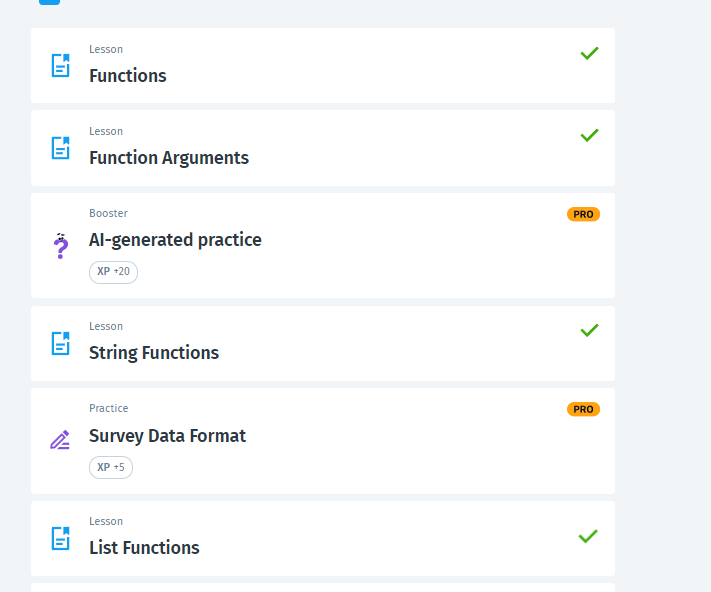 Lesson
Functions
Lesson
Function Arguments
Booster
PRO
AI-generated practice
XP +20
Lesson
String Functions
Practice
PRO
Survey Data Format
XP +5
Lesson
List Functions